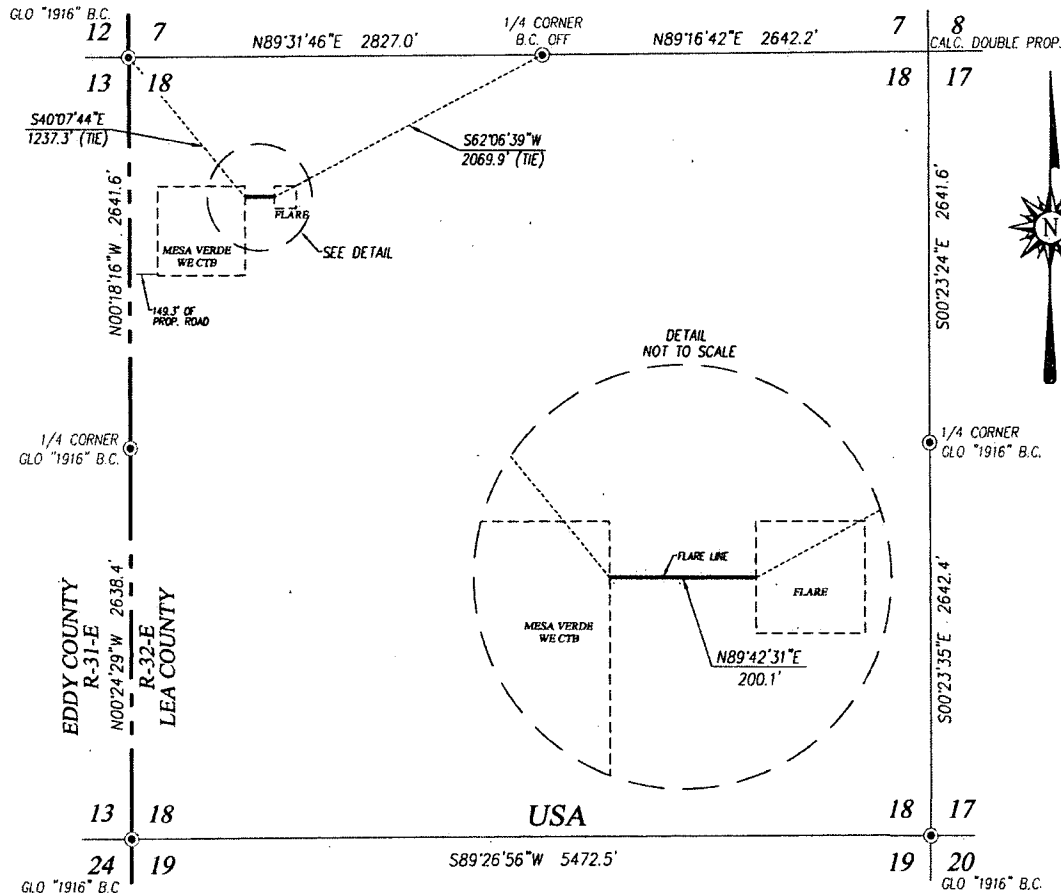 GLO "1916" B.C.
12 7
N89°31'46"E 2827.0'
1/4 CORNER
B.C. OFF
N89°16'42"E 2642.2'
7 8
CALC. DOUBLE PROP.
13 18
18 17
S40°07'44"E
1237.3' (TIE)
S62°06'39"W
2069.9' (TIE)
N00°18'16"W 2641.6'
FLARE
MESA VERDE
WE CTB
SEE DETAIL
149.3' OF
PROP. ROAD
S00°23'24"E 2641.6'
N
DETAIL
NOT TO SCALE
1/4 CORNER
GLO "1916" B.C.
1/4 CORNER
GLO "1916" B.C.
FLARE LINE
FLARE
MESA VERDE
WE CTB
N89°42'31"E
200.1'
EDDY COUNTY
R-31-E
N00°24'29"W 2638.4'
R-32-E
LEA COUNTY
S00°23'35"E 2642.4'
13 18
USA
18 17
24 19
S89°26'56"W 5472.5'
19 20
GLO "1916" B.C
GLO "1916" B.C.